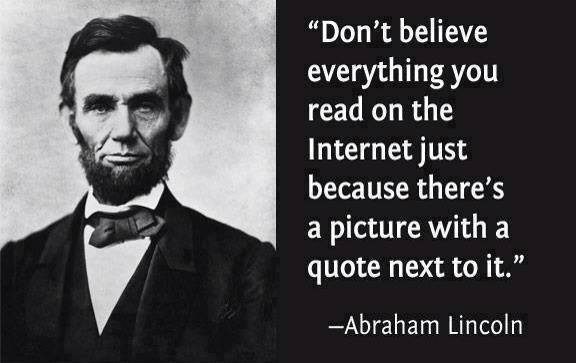 “Don’t believe
everything you
read on the
Internet just
because there’s
a picture with a
quote next to it.”
—Abraham Lincoln